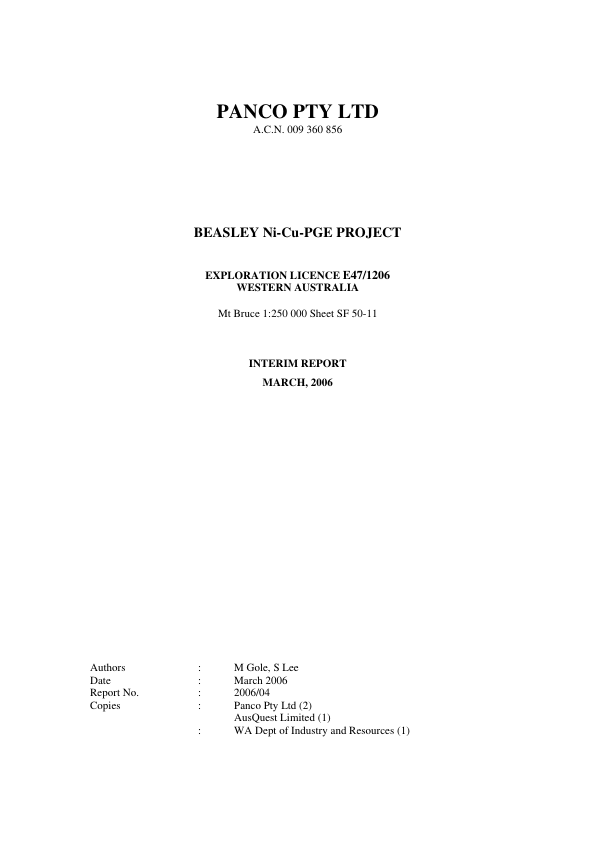 PANCO PTY LTD
A.C.N. 009 360 856
BEASLEY Ni-Cu-PGE PROJECT
EXPLORATION LICENCE E47/1206
WESTERN AUSTRALIA
Mt Bruce 1:250 000 Sheet SF 50-11
INTERIM REPORT
MARCH, 2006
Authors : M Gole, S Lee
Date : March 2006
Report No. : 2006/04
Copies : Panco Pty Ltd (2)
AusQuest Limited (1)
: WA Dept of Industry and Resources (1)